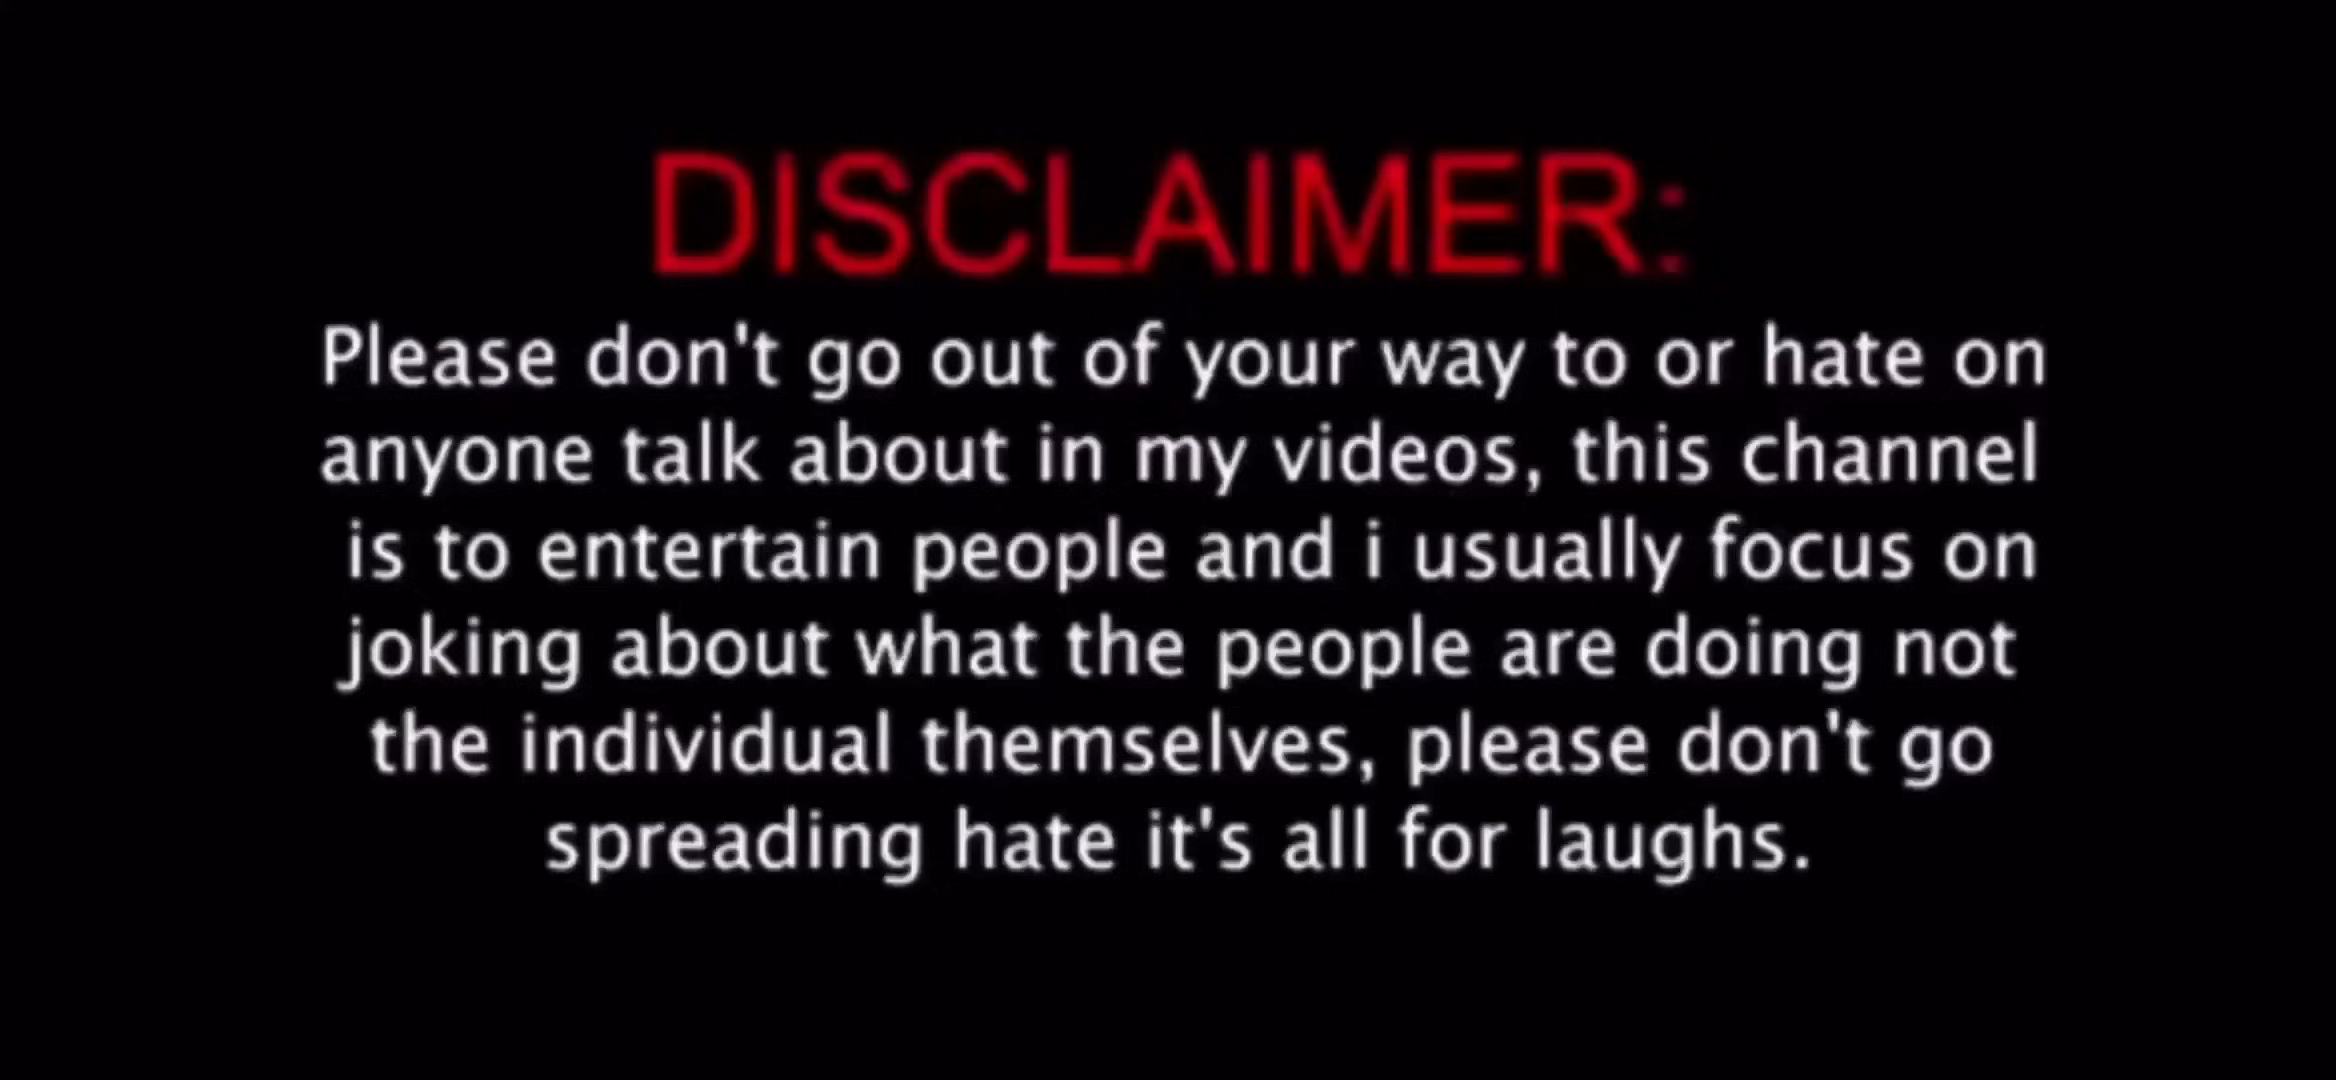 DISCLAIMER:
Please don't go out of your way to or hate on
anyone talk about in my videos, this channel
is to entertain people and i usually focus on
joking about what the people are doing not
the individual themselves, please don't go
spreading hate it's all for laughs.